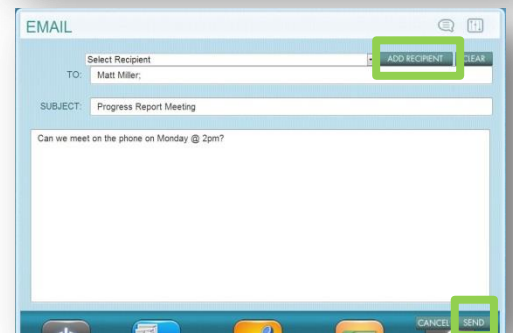 EMAIL
Select Recipient
ADD RECIPIENT CLEAR
TO: Matt Miller;
SUBJECT: Progress Report Meeting
Can we meet on the phone on Monday @ 2pm?
CANCEL SEND